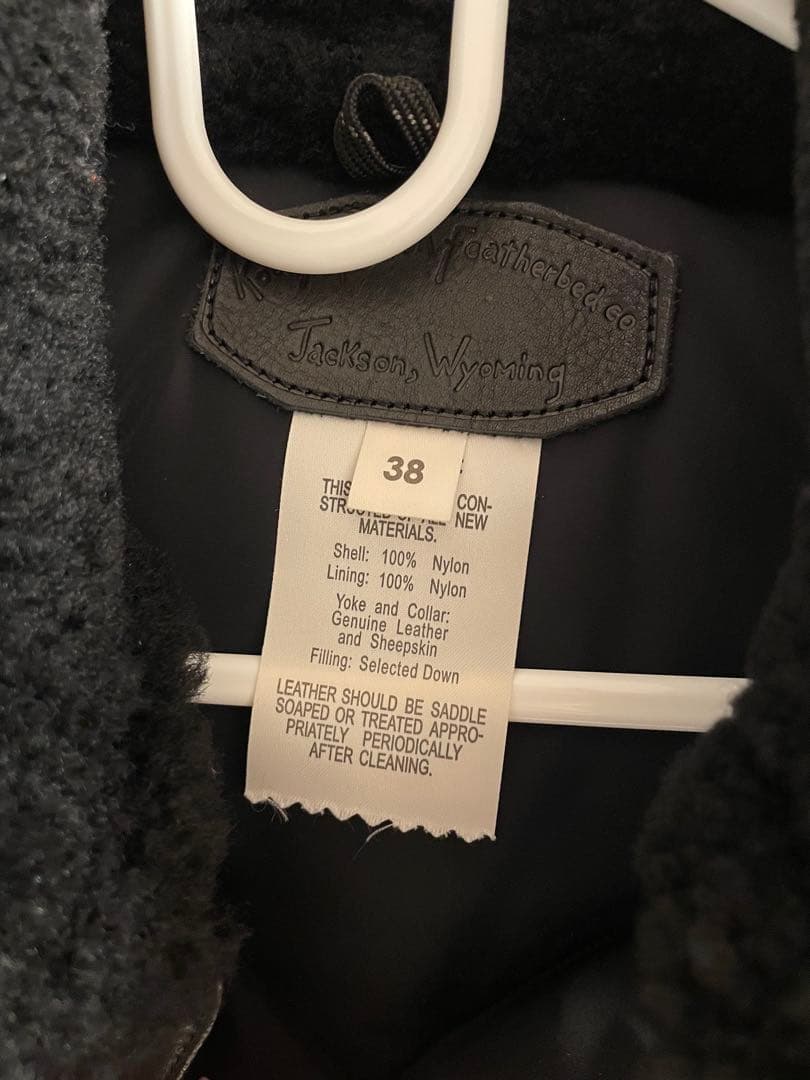 Featherbed co
Jackson, Wyoming
38
THIS CON-
NEW
MATERIALS.
Shell: 100% Nylon
Lining: 100% Nylon
Yoke and Collar:
Genuine Leather
and Sheepskin
Filling: Selected Down
LEATHER SHOULD BE SADDLE
SOAPED OR TREATED APPRO-
PRIATELY PERIODICALLY
AFTER CLEANING.